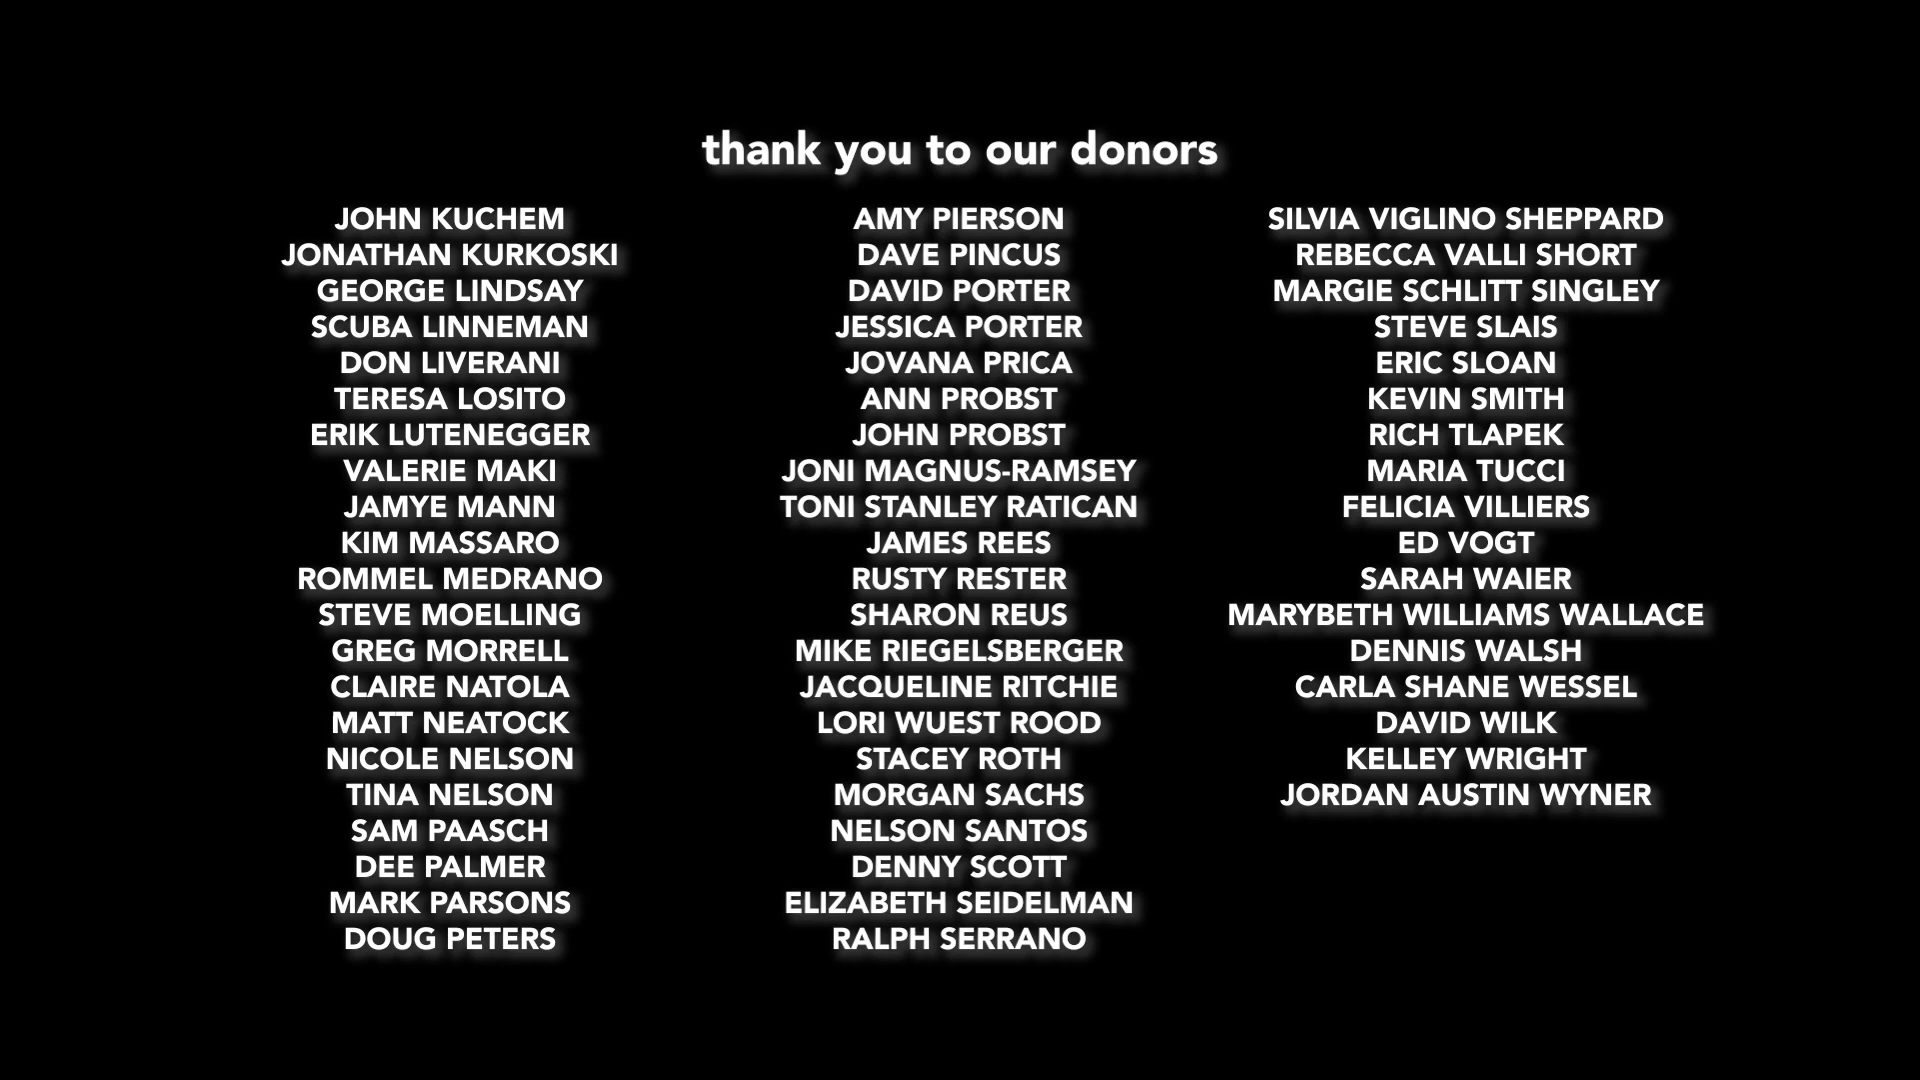 thank you to our donors
JOHN KUCHEM
JONATHAN KURKOSKI
GEORGE LINDSAY
SCUBA LINNEMAN
DON LIVERANI
TERESA LOSITO
ERIK LUTENEGGER
VALERIE MAKI
JAMYE MANN
KIM MASSARO
ROMMEL MEDRANO
STEVE MOELLING
GREG MORRELL
CLAIRE NATOLA
MATT NEATOCK
NICOLE NELSON
TINA NELSON
SAM PAASCH
DEE PALMER
MARK PARSONS
DOUG PETERS
AMY PIERSON
DAVE PINCUS
DAVID PORTER
JESSICA PORTER
JOVANA PRICA
ANN PROBST
JOHN PROBST
JONI MAGNUS-RAMSEY
TONI STANLEY RATICAN
JAMES REES
RUSTY RESTER
SHARON REUS
MIKE RIEGELSBERGER
JACQUELINE RITCHIE
LORI WUEST ROOD
STACEY ROTH
MORGAN SACHS
NELSON SANTOS
DENNY SCOTT
ELIZABETH SEIDELMAN
RALPH SERRANO
SILVIA VIGLINO SHEPPARD
REBECCA VALLI SHORT
MARGIE SCHLITT SINGLEY
STEVE SLAIS
ERIC SLOAN
KEVIN SMITH
RICH TLAPEK
MARIA TUCCI
FELICIA VILLIERS
ED VOGT
SARAH WAIER
MARYBETH WILLIAMS WALLACE
DENNIS WALSH
CARLA SHANE WESSEL
DAVID WILK
KELLEY WRIGHT
JORDAN AUSTIN WYNER